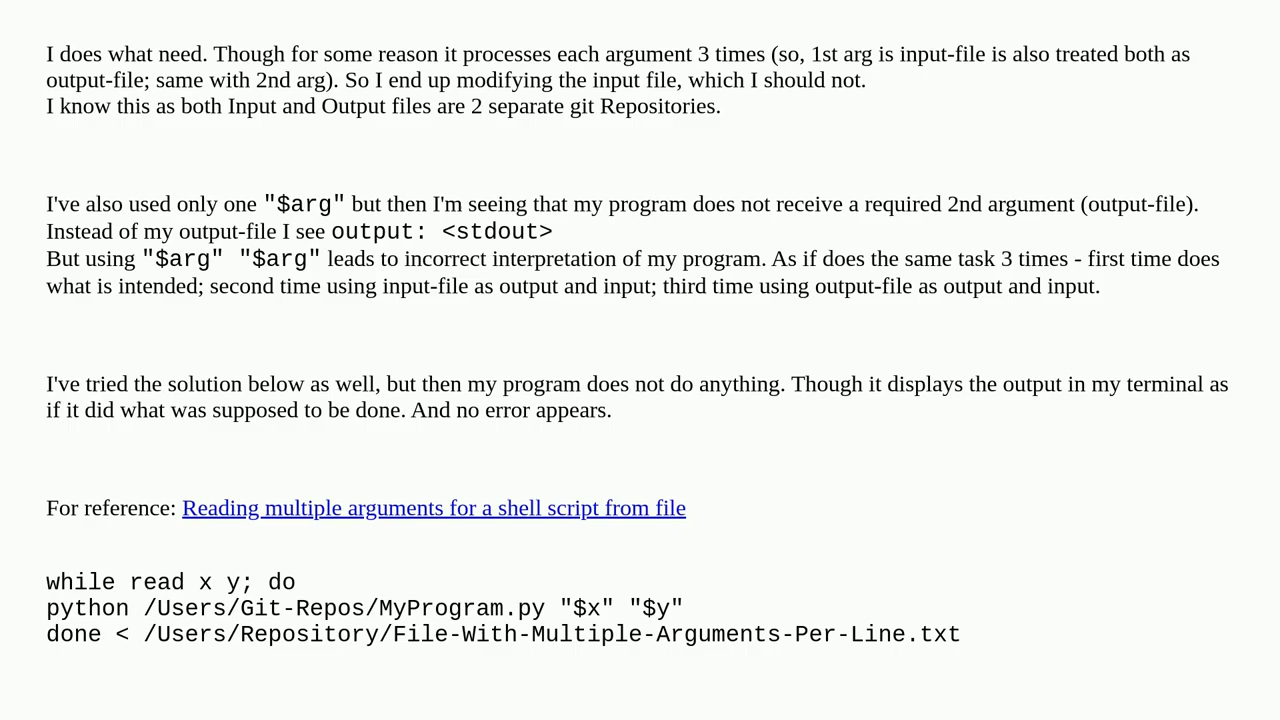 I does what need. Though for some reason it processes each argument 3 times (so, 1st arg is input-file is also treated both as
output-file; same with 2nd arg). So I end up modifying the input file, which I should not.
I know this as both Input and Output files are 2 separate git Repositories.
I've also used only one "$arg" but then I'm seeing that my program does not receive a required 2nd argument (output-file).
Instead of my output-file I see output: <stdout>
But using "$arg" "$arg" leads to incorrect interpretation of my program. As if does the same task 3 times - first time does
what is intended; second time using input-file as output and input; third time using output-file as output and input.
I've tried the solution below as well, but then my program does not do anything. Though it displays the output in my terminal as
if it did what was supposed to be done. And no error appears.
For reference: Reading multiple arguments for a shell script from file
while read x y; do
python /Users/Git-Repos/MyProgram.py "$x" "$y"
done < /Users/Repository/File-With-Multiple-Arguments-Per-Line.txt